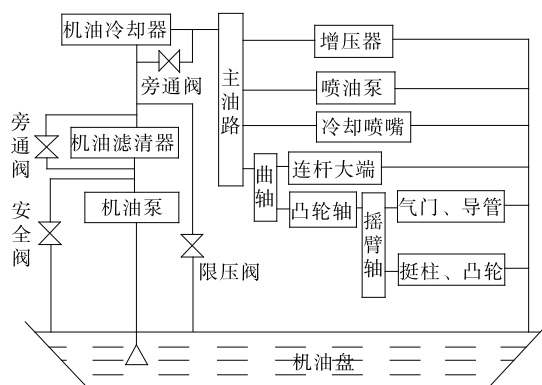 机油冷却器
旁通阀
主油路
增压器
喷油泵
冷却喷嘴
旁通阀
机油滤清器
曲轴
连杆大端
安全阀
机油泵
凸轮轴
摇臂轴
气门、导管
限压阀
挺柱、凸轮
机油盘